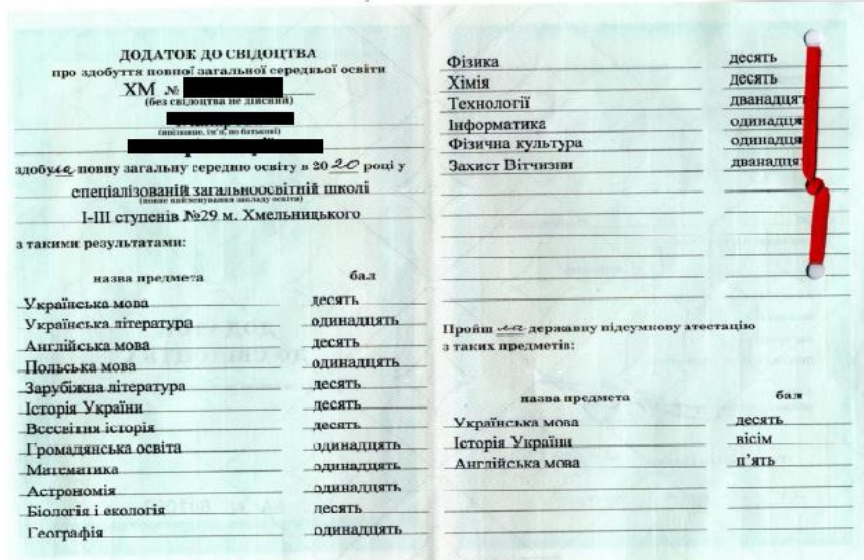 ДОДАТОК ДО СВІДОЦТВА
про здобуття повної загальної середньої освіти
ХМ №
(без свідоцтва не дійсний)
(прізвище, ім'я, по батькові)
здобула повну загальну середню освіту в 2020 році у
спеціалізованій загальноосвітній школі
(повне найменування закладу освіти)
І-ІІІ ступенів №29 м. Хмельницького
з такими результатами:
назва предмета бал
Українська мова десять
Українська література одинадцять
Англійська мова десять
Польська мова одинадцять
Зарубіжна література десять
Історія України десять
Всесвітня історія десять
Громадянська освіта одинадцять
Математика одинадцять
Астрономія одинадцять
Біологія і екологія десять
Географія одинадцять
Фізика десять
Хімія десять
Технології дванадцят
Інформатика одинадця
Фізична культура одинадця
Захист Вітчизни дванадця
Пройшла державну підсумкову атестацію
з таких предметів:
назва предмета бал
Українська мова десять
Історія України вісім
Англійська мова п'ять